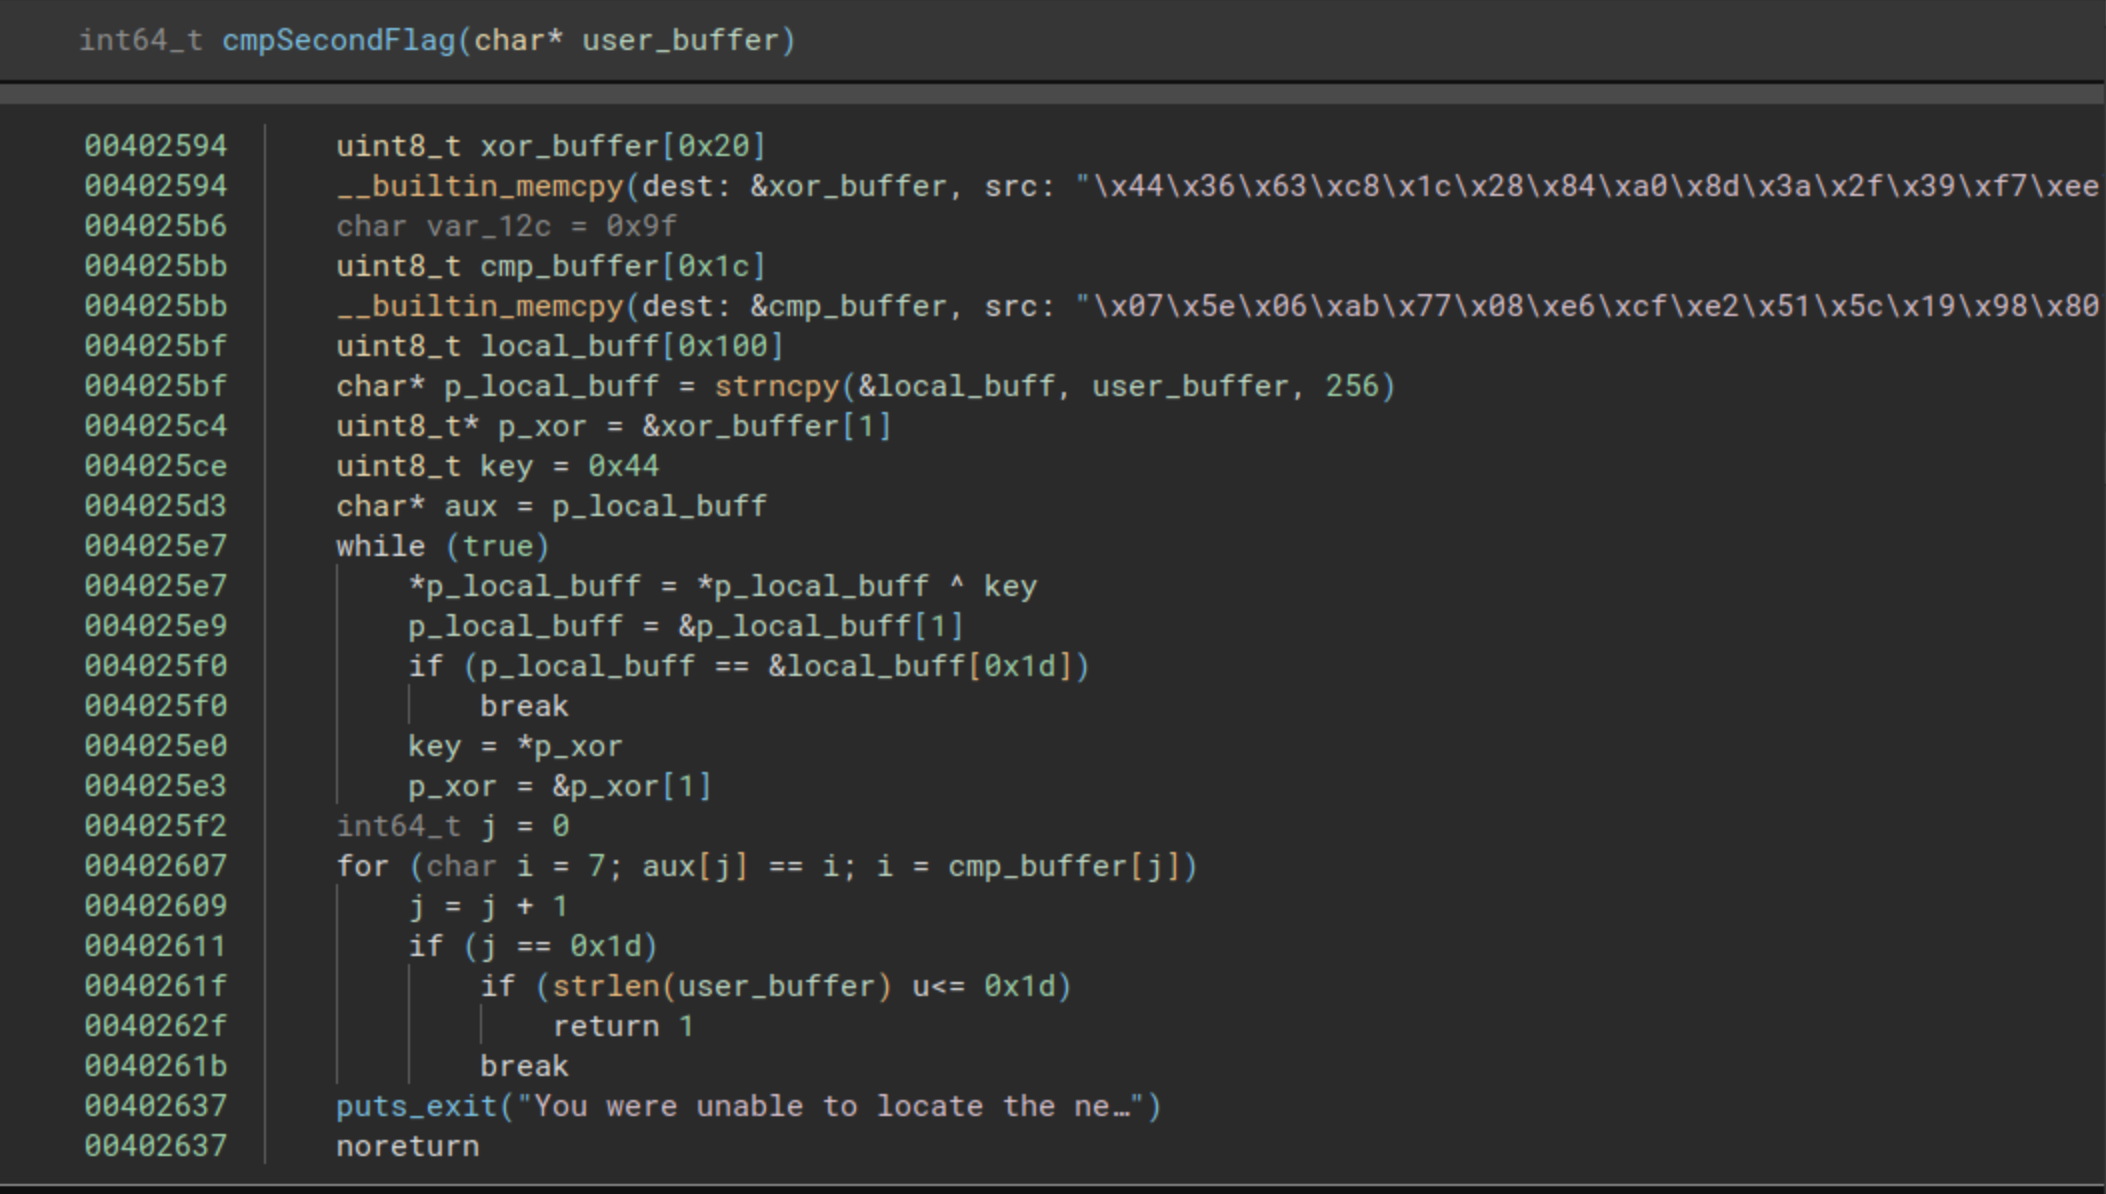 int64_t cmpSecondFlag(char* user_buffer)
00402594 uint8_t xor_buffer[0x20]
00402594 __builtin_memcpy(dest: &xor_buffer, src: "\x44\x36\x63\xc8\x1c\x28\x84\xa0\x8d\x3a\x2f\x39\xf7\xee
004025b6 char var_12c = 0x9f
004025bb uint8_t cmp_buffer[0x1c]
004025bb __builtin_memcpy(dest: &cmp_buffer, src: "\x07\x5e\x06\xab\x77\x08\xe6\xcf\xe2\x51\x5c\x19\x98\x80
004025bf uint8_t local_buff[0x100]
004025bf char* p_local_buff = strncpy(&local_buff, user_buffer, 256)
004025c4 uint8_t* p_xor = &xor_buffer[1]
004025ce uint8_t key = 0x44
004025d3 char* aux = p_local_buff
004025e7 while (true)
004025e7 *p_local_buff = *p_local_buff ^ key
004025e9 p_local_buff = &p_local_buff[1]
004025f0 if (p_local_buff == &local_buff[0x1d])
004025f0 break
004025e0 key = *p_xor
004025e3 p_xor = &p_xor[1]
004025f2 int64_t j = 0
00402607 for (char i = 7; aux[j] == i; i = cmp_buffer[j])
00402609 j = j + 1
00402611 if (j == 0x1d)
0040261f if (strlen(user_buffer) u<= 0x1d)
0040262f return 1
0040261b break
00402637 puts_exit("You were unable to locate the ne…")
00402637 noreturn